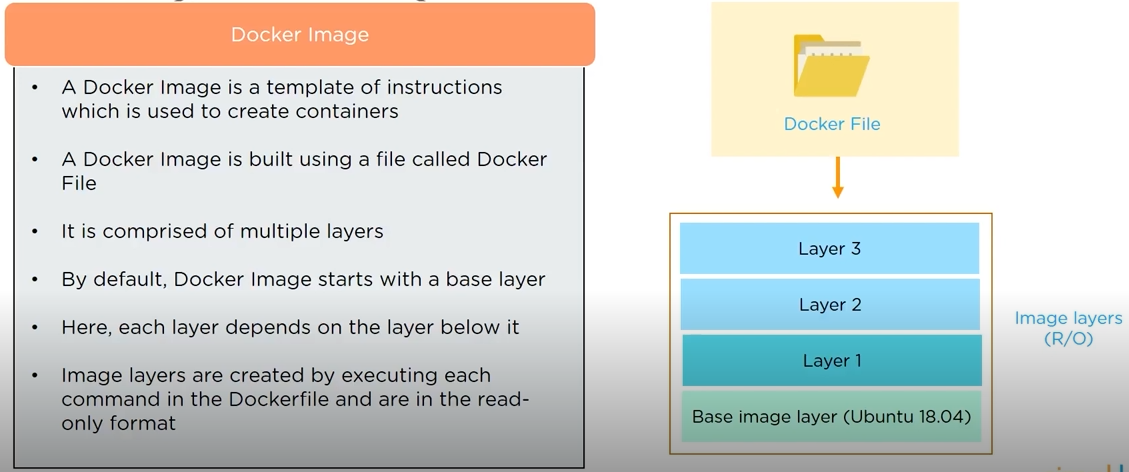 Docker Image
• A Docker Image is a template of instructions
which is used to create containers
• A Docker Image is built using a file called Docker
File
• It is comprised of multiple layers
• By default, Docker Image starts with a base layer
• Here, each layer depends on the layer below it
• Image layers are created by executing each
command in the Dockerfile and are in the read-
only format
Docker File
Layer 3
Layer 2
Layer 1
Base image layer (Ubuntu 18.04)
Image layers
(R/O)